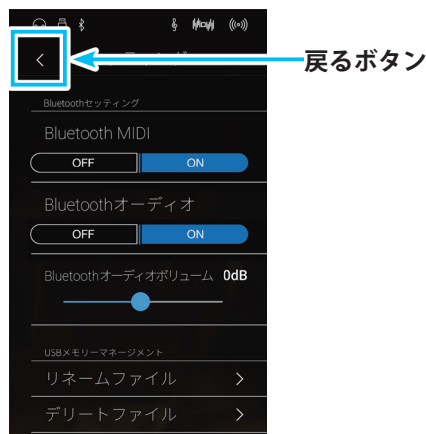 戻るボタン
Bluetoothセッティング
Bluetooth MIDI
OFF ON
Bluetoothオーディオ
OFF ON
Bluetoothオーディオボリューム 0dB
USBメモリーマネージメント
リネームファイル
デリートファイル